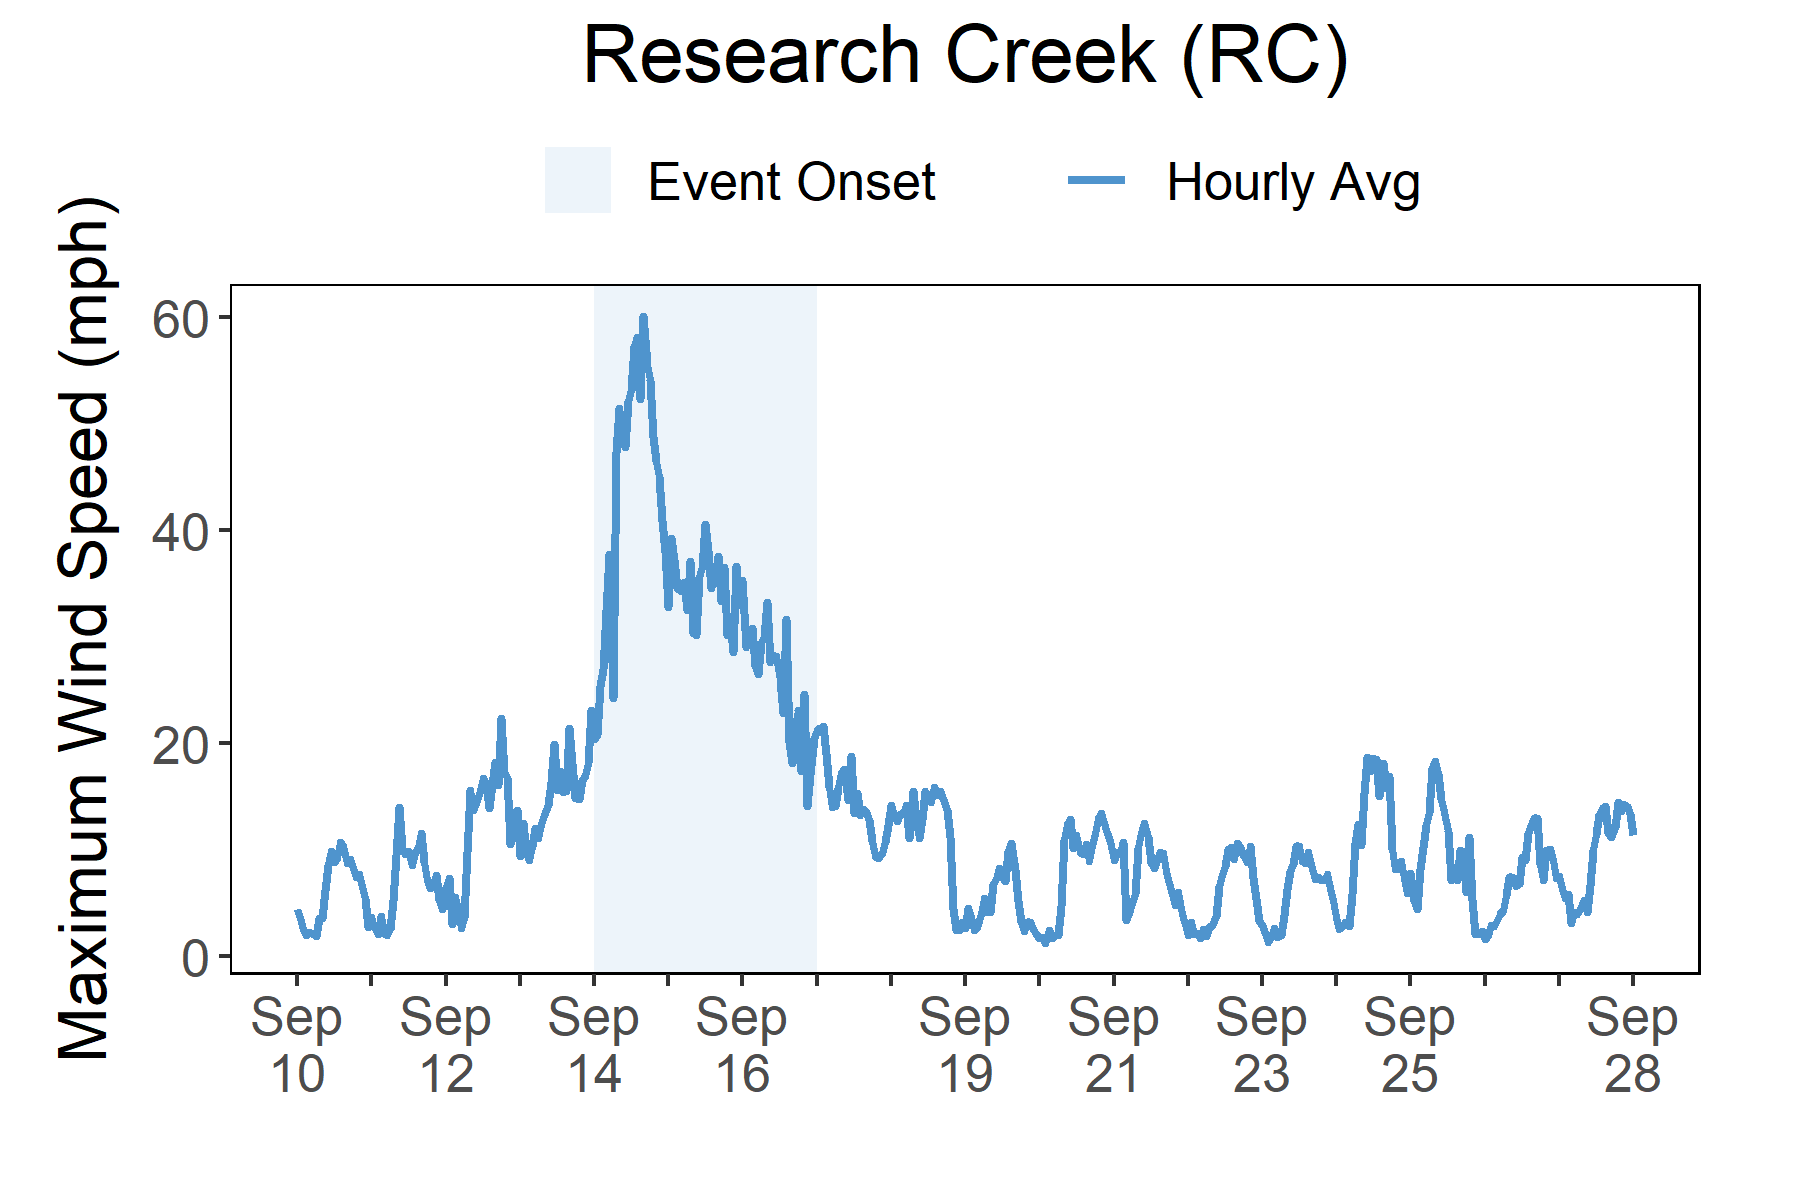 Research Creek (RC)
Event Onset
Hourly Avg
Maximum Wind Speed (mph)
60
40
20
0
Sep
10
Sep
12
Sep
14
Sep
16
Sep
19
Sep
21
Sep
23
Sep
25
Sep
28